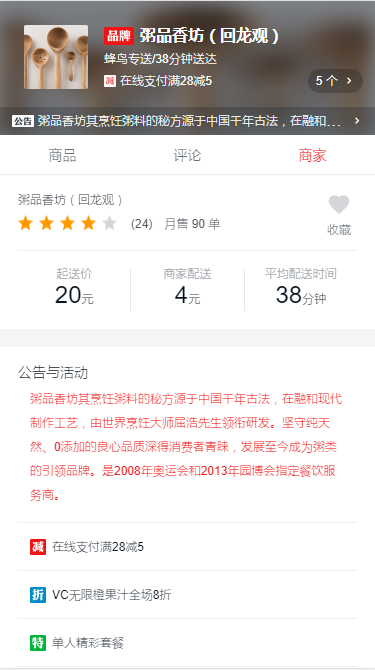 品牌 粥品香坊（回龙观）
蜂鸟专送/38分钟送达
减 在线支付满28减5
5 个 >
公告 粥品香坊其烹饪粥料的秘方源于中国千年古法，在融和... >
商品 评论 商家
粥品香坊（回龙观）
(24) 月售 90 单
收藏
起送价 商家配送 平均配送时间
20元 4元 38分钟
公告与活动
粥品香坊其烹饪粥料的秘方源于中国千年古法，在融和现代
制作工艺，由世界烹饪大师屈浩先生领衔研发。坚守纯天
然、0添加的良心品质深得消费者青睐，发展至今成为粥类
的引领品牌。是2008年奥运会和2013年园博会指定餐饮服
务商。
减 在线支付满28减5
折 VC无限橙果汁全场8折
特 单人精彩套餐